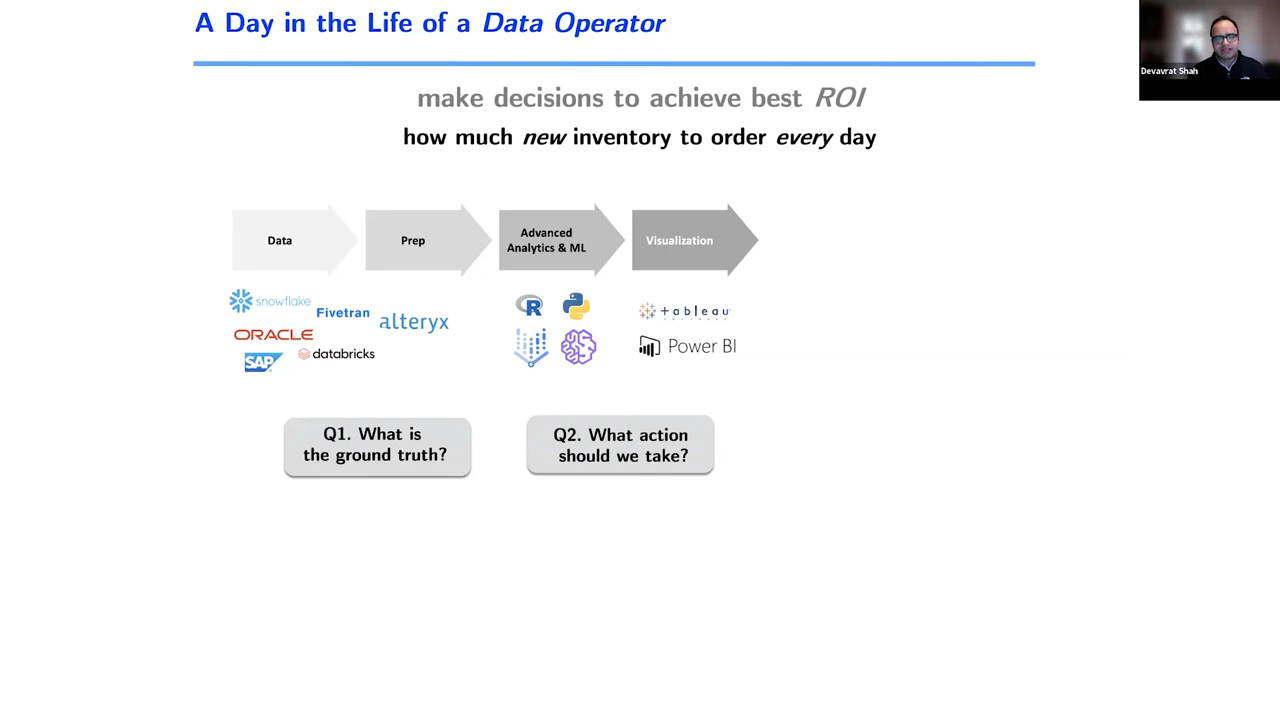 A Day in the Life of a Data Operator
Devavrat Shah
make decisions to achieve best ROI
how much new inventory to order every day
Data
Prep
Advanced
Analytics & ML
Visualization
snowflake
Fivetran
alteryx
ORACLE
SAP
databricks
R
+ableau
Power BI
Q1. What is
the ground truth?
Q2. What action
should we take?